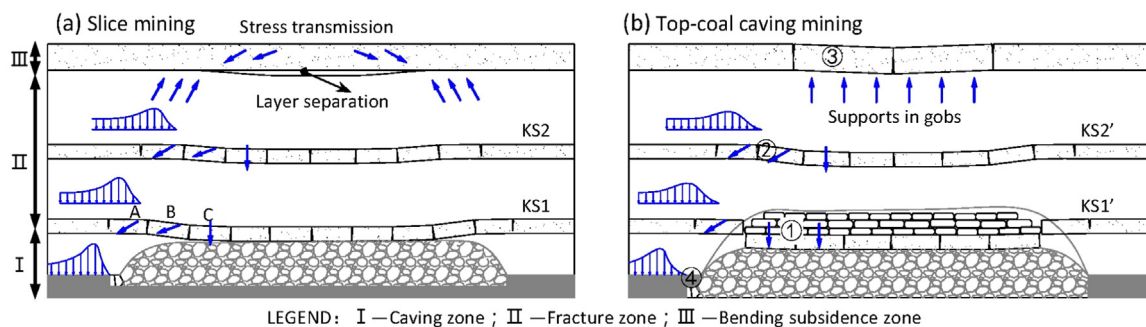 (a) Slice mining
Stress transmission
Layer separation
III
II
I
KS2
KS1
A B C
(b) Top-coal caving mining
③
Supports in gobs
KS2′
②
KS1′
①
④
LEGEND: I —Caving zone ; II —Fracture zone ; III —Bending subsidence zone